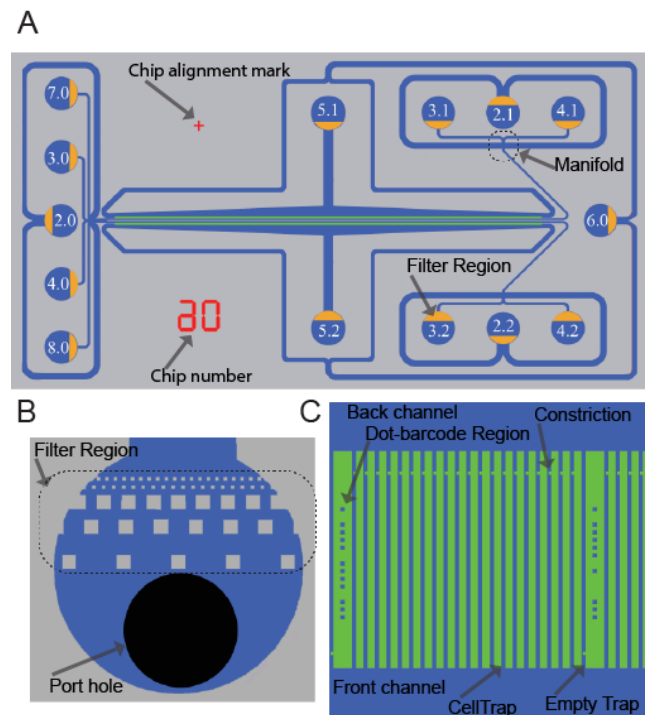 A
Chip alignment mark
7.0
5.1
3.1
2.1
4.1
3.0
Manifold
2.0
6.0
4.0
Filter Region
8.0
5.2
3.2
2.2
4.2
Chip number
B
Filter Region
Port hole
C
Back channel
Constriction
Dot-barcode Region
Front channel
CellTrap
Empty Trap